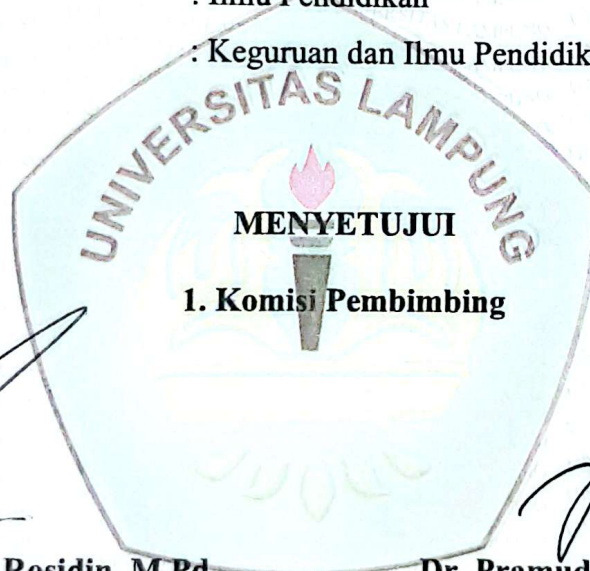 : Ilmu Pendidikan
: Keguruan dan Ilmu Pendidik
UNIVERSITAS LAMPUNG
MENYETUJUI
1. Komisi Pembimbing
Rosidin, M.Pd. Dr. Pramud